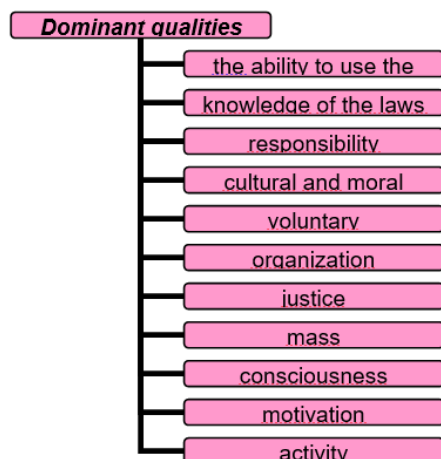 Dominant qualities
the ability to use the
knowledge of the laws
responsibility
cultural and moral
voluntary
organization
justice
mass
consciousness
motivation
activity